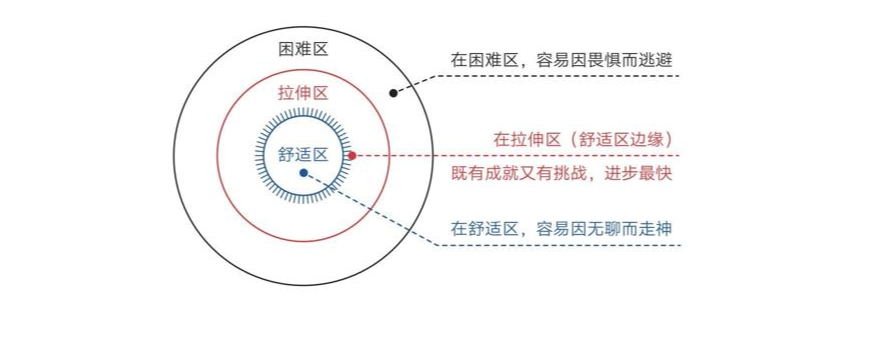 困难区
拉伸区
舒适区
在困难区，容易因畏惧而逃避
在拉伸区（舒适区边缘）
既有成就又有挑战，进步最快
在舒适区，容易因无聊而走神